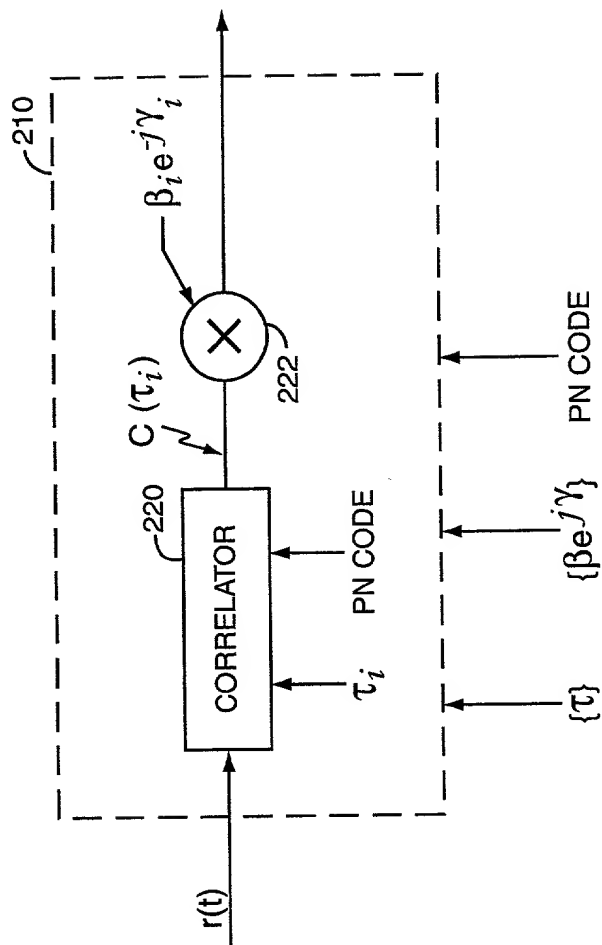 210
β_i e^{-jγ_i}
C (τ_i)
222
220
CORRELATOR
τ_i
PN CODE
r(t)
{τ}
{βe^{jγ}}
PN CODE